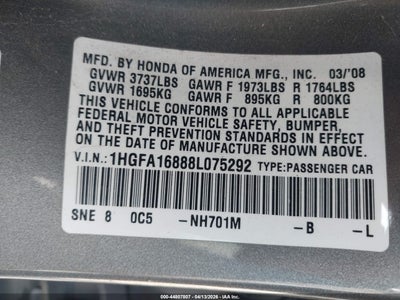 MFD. BY HONDA OF AMERICA MFG., INC. 03/'08
GVWR 3737LBS GAWR F 1973LBS R 1764LBS
GVWR 1695KG GAWR F 895KG R 800KG
THIS VEHICLE CONFORMS TO ALL APPLICABLE
FEDERAL MOTOR VEHICLE SAFETY, BUMPER,
AND THEFT PREVENTION STANDARDS IN EFFECT
ON THE DATE OF MANUFACTURE SHOWN ABOVE.
V.I.N.: 1HGFA16888L075292 TYPE:PASSENGER CAR
SNE 8 0C5 -NH701M -B -L
000-44807807 - 04/13/2026 - IAA Inc.